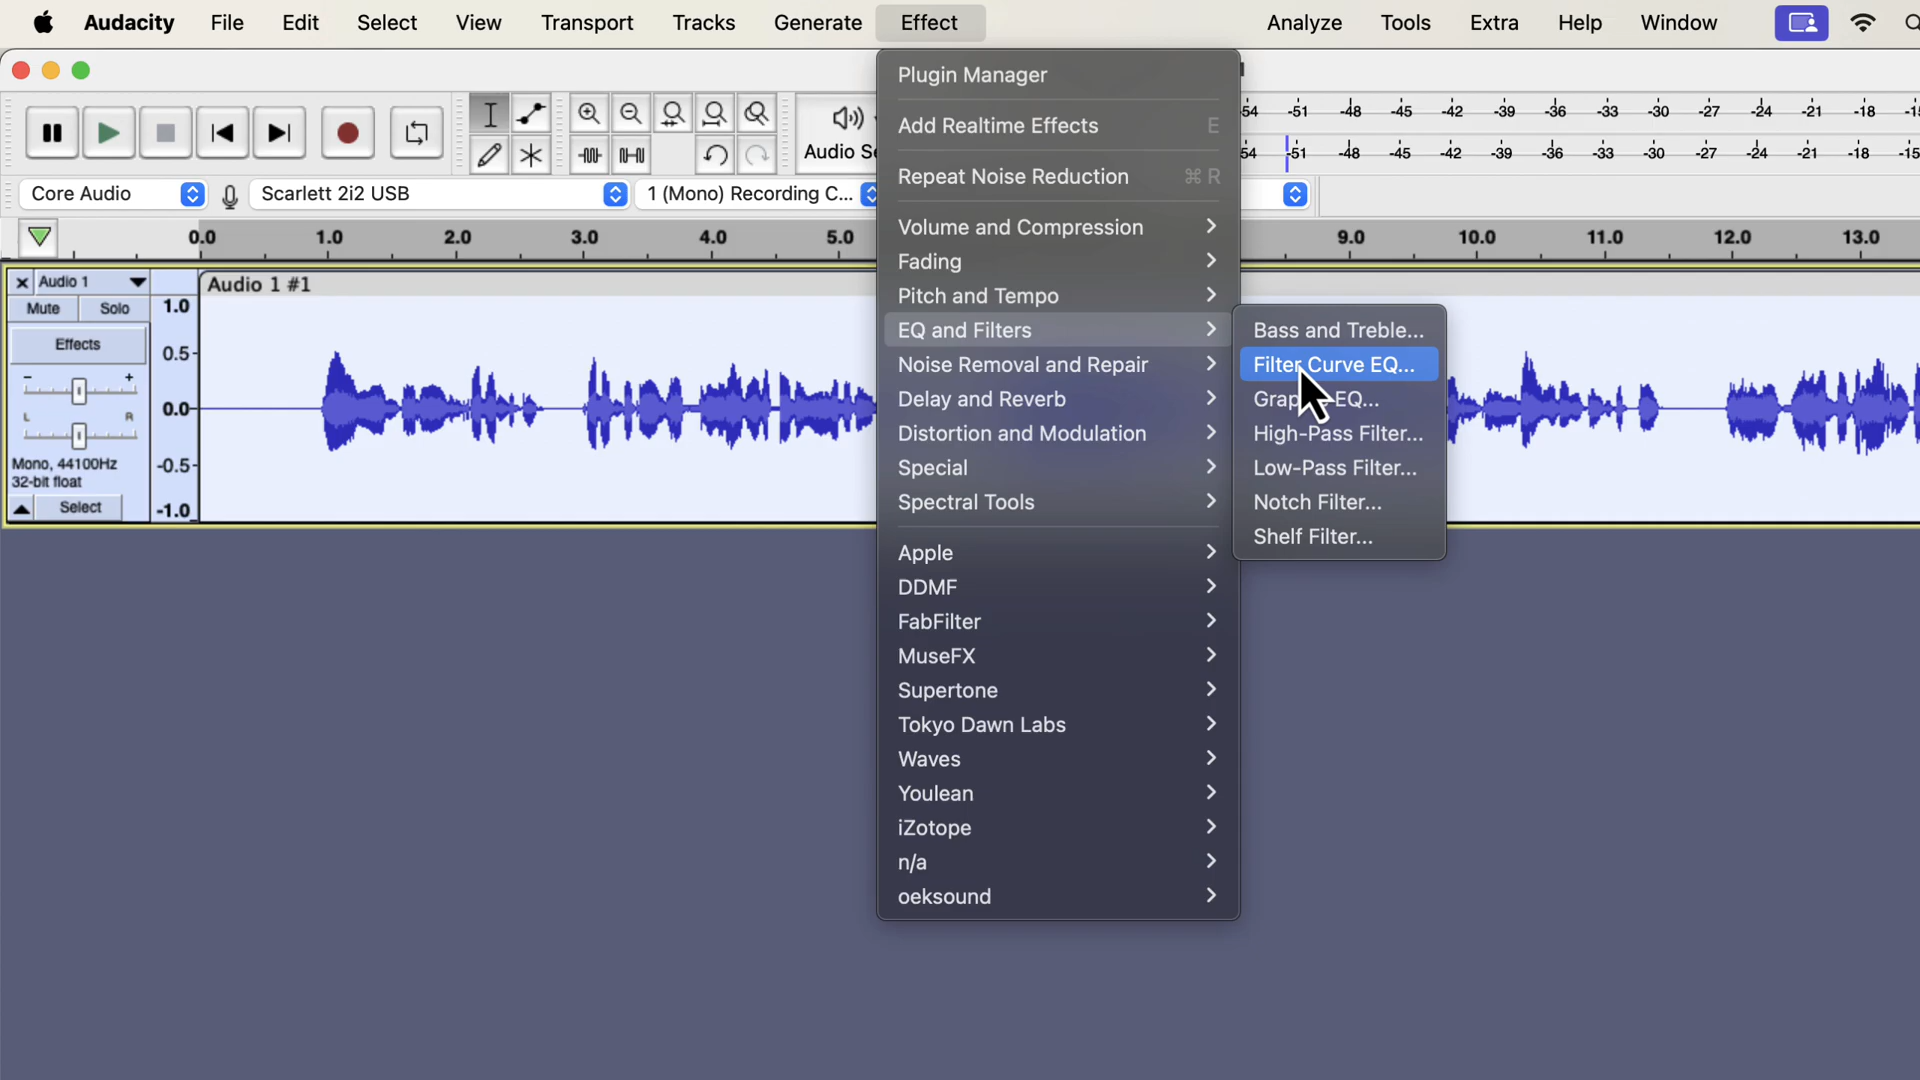 Audacity File Edit Select View Transport Tracks Generate Effect Analyze Tools Extra Help Window
Plugin Manager
Add Realtime Effects E
54 -51 -48 -45 -42 -39 -36 -33 -30 -27 -24 -21 -18 -15
Audio Se
54 -51 -48 -45 -42 -39 -36 -33 -30 -27 -24 -21 -18 -15
Repeat Noise Reduction ⌘ R
Core Audio Scarlett 2i2 USB 1 (Mono) Recording C...
Volume and Compression
0.0 1.0 2.0 3.0 4.0 5.0 9.0 10.0 11.0 12.0 13.0
Fading
Audio 1 Audio 1 #1
Pitch and Tempo
Mute Solo 1.0
EQ and Filters
Bass and Treble...
Effects 0.5
Noise Removal and Repair
Filter Curve EQ...
- +
Delay and Reverb
EQ...
0.0
L R
Distortion and Modulation
High-Pass Filter...
Mono, 44100Hz -0.5
Special
Low-Pass Filter...
32-bit float
Select -1.0
Spectral Tools
Notch Filter...
Shelf Filter...
Apple
DDMF
FabFilter
MuseFX
Supertone
Tokyo Dawn Labs
Waves
Youlean
iZotope
n/a
oeksound